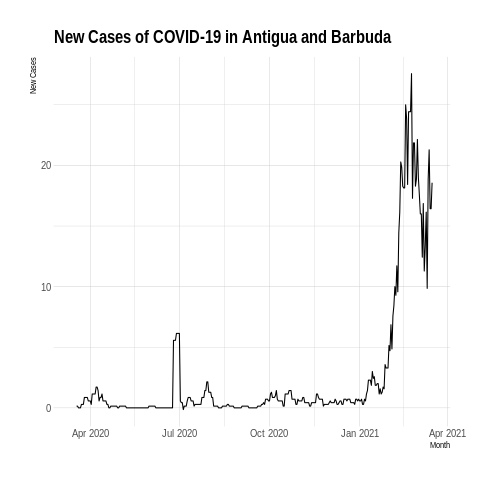 New Cases of COVID-19 in Antigua and Barbuda
New Cases
20
10
0
Apr 2020
Jul 2020
Oct 2020
Jan 2021
Apr 2021
Month